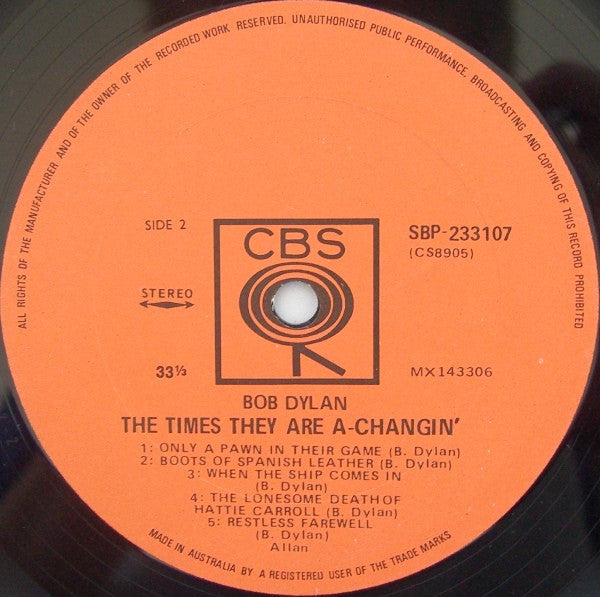 ALL RIGHTS OF THE MANUFACTURER AND OF THE OWNER OF THE RECORDED WORK RESERVED. UNAUTHORISED PUBLIC PERFORMANCE, BROADCASTING AND COPYING OF THIS RECORD PROHIBITED
SIDE 2
CBS
SBP-233107
(CS8905)
STEREO
33⅓
MX143306
BOB DYLAN
THE TIMES THEY ARE A-CHANGIN'
1: ONLY A PAWN IN THEIR GAME (B. Dylan)
2: BOOTS OF SPANISH LEATHER (B. Dylan)
3: WHEN THE SHIP COMES IN
(B. Dylan)
4: THE LONESOME DEATH OF
HATTIE CARROLL (B. Dylan)
5: RESTLESS FAREWELL
(B. Dylan)
Allan
MADE IN AUSTRALIA BY A REGISTERED USER OF THE TRADE MARKS